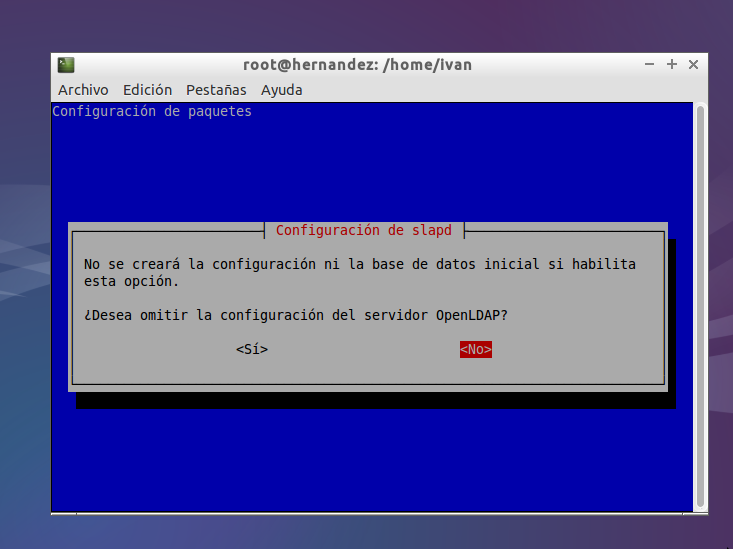 root@hernandez: /home/ivan
Archivo Edición Pestañas Ayuda
Configuración de paquetes
Configuración de slapd
No se creará la configuración ni la base de datos inicial si habilita
esta opción.
¿Desea omitir la configuración del servidor OpenLDAP?
<Sí> <No>